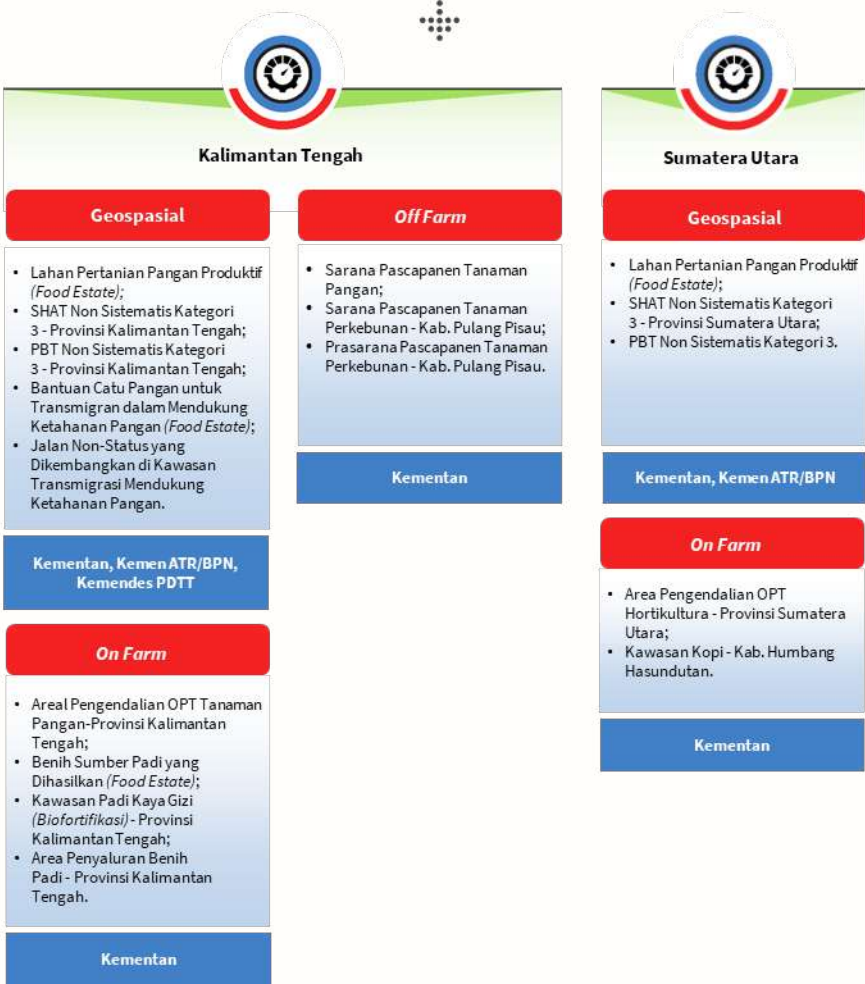 Kalimantan Tengah
Geospasial
• Lahan Pertanian Pangan Produktif
(Food Estate);
• SHAT Non Sistematis Kategori
3 - Provinsi Kalimantan Tengah;
• PBT Non Sistematis Kategori
3 - Provinsi Kalimantan Tengah;
• Bantuan Catu Pangan untuk
Transmigran dalam Mendukung
Ketahanan Pangan (Food Estate);
• Jalan Non-Status yang
Dikembangkan di Kawasan
Transmigrasi Mendukung
Ketahanan Pangan.
Kementan, Kemen ATR/BPN,
Kemendes PDTT
On Farm
• Areal Pengendalian OPT Tanaman
Pangan-Provinsi Kalimantan
Tengah;
• Benih Sumber Padi yang
Dihasilkan (Food Estate);
• Kawasan Padi Kaya Gizi
(Biofortifikasi) - Provinsi
Kalimantan Tengah;
• Area Penyaluran Benih
Padi - Provinsi Kalimantan
Tengah.
Kementan
Off Farm
• Sarana Pascapanen Tanaman
Pangan;
• Sarana Pascapanen Tanaman
Perkebunan - Kab. Pulang Pisau;
• Prasarana Pascapanen Tanaman
Perkebunan - Kab. Pulang Pisau.
Kementan
Sumatera Utara
Geospasial
• Lahan Pertanian Pangan Produktif
(Food Estate);
• SHAT Non Sistematis Kategori
3 - Provinsi Sumatera Utara;
• PBT Non Sistematis Kategori 3.
Kementan, Kemen ATR/BPN
On Farm
• Area Pengendalian OPT
Hortikultura - Provinsi Sumatera
Utara;
• Kawasan Kopi - Kab. Humbang
Hasundutan.
Kementan